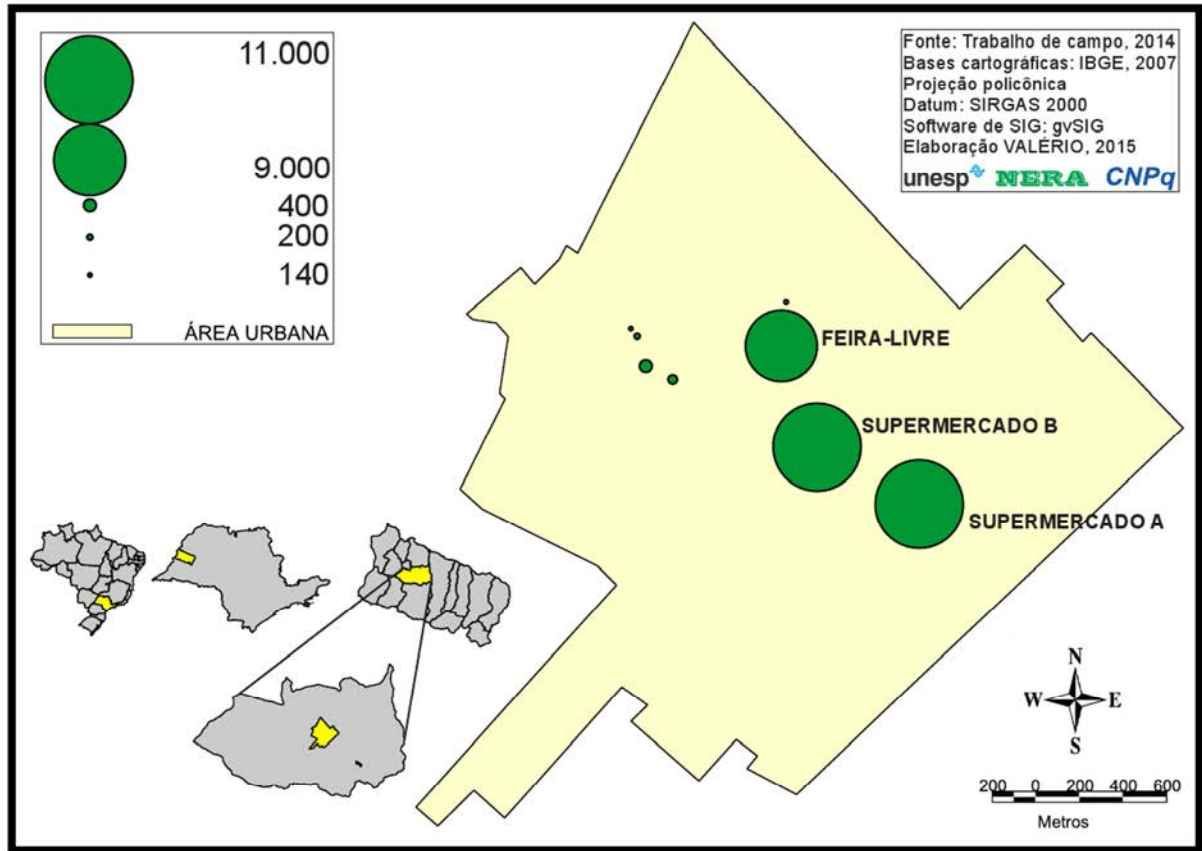 11.000
9.000
400
200
140
ÁREA URBANA
Fonte: Trabalho de campo, 2014
Bases cartográficas: IBGE, 2007
Projeção policônica
Datum: SIRGAS 2000
Software de SIG: gvSIG
Elaboração VALÉRIO, 2015
unesp NERA CNPq
FEIRA-LIVRE
SUPERMERCADO B
SUPERMERCADO A
N
W E
S
200 0 200 400 600
Metros